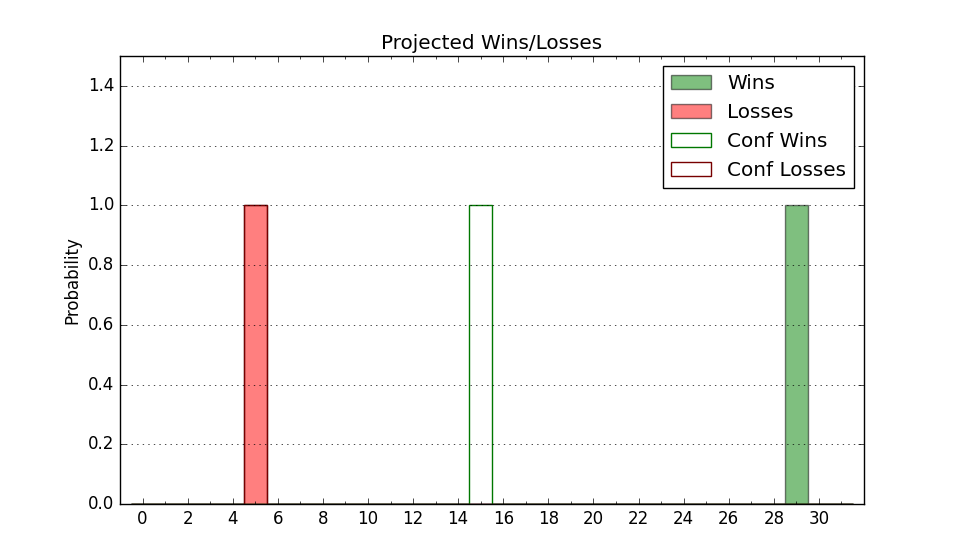 Projected Wins/Losses
Wins
Losses
Conf Wins
Conf Losses
Probability
1.4
1.2
1.0
0.8
0.6
0.4
0.2
0.0
0 2 4 6 8 10 12 14 16 18 20 22 24 26 28 30